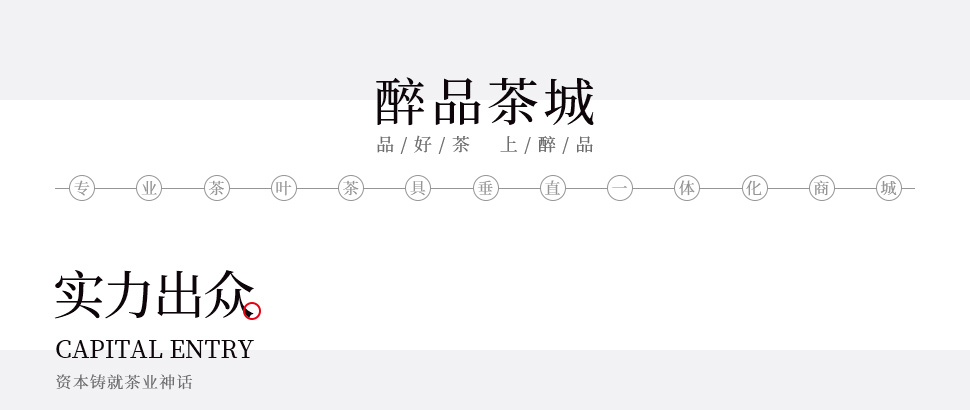 醉品茶城
品/好/茶 上/醉/品
专业茶叶茶具垂直一体化商城
实力出众
CAPITAL ENTRY
资本铸就茶业神话